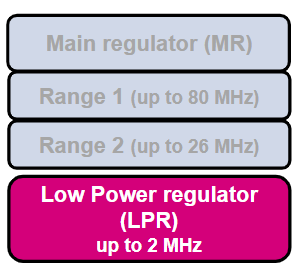 Main regulator (MR)
Range 1 (up to 80 MHz)
Range 2 (up to 26 MHz)
Low Power regulator
(LPR)
up to 2 MHz